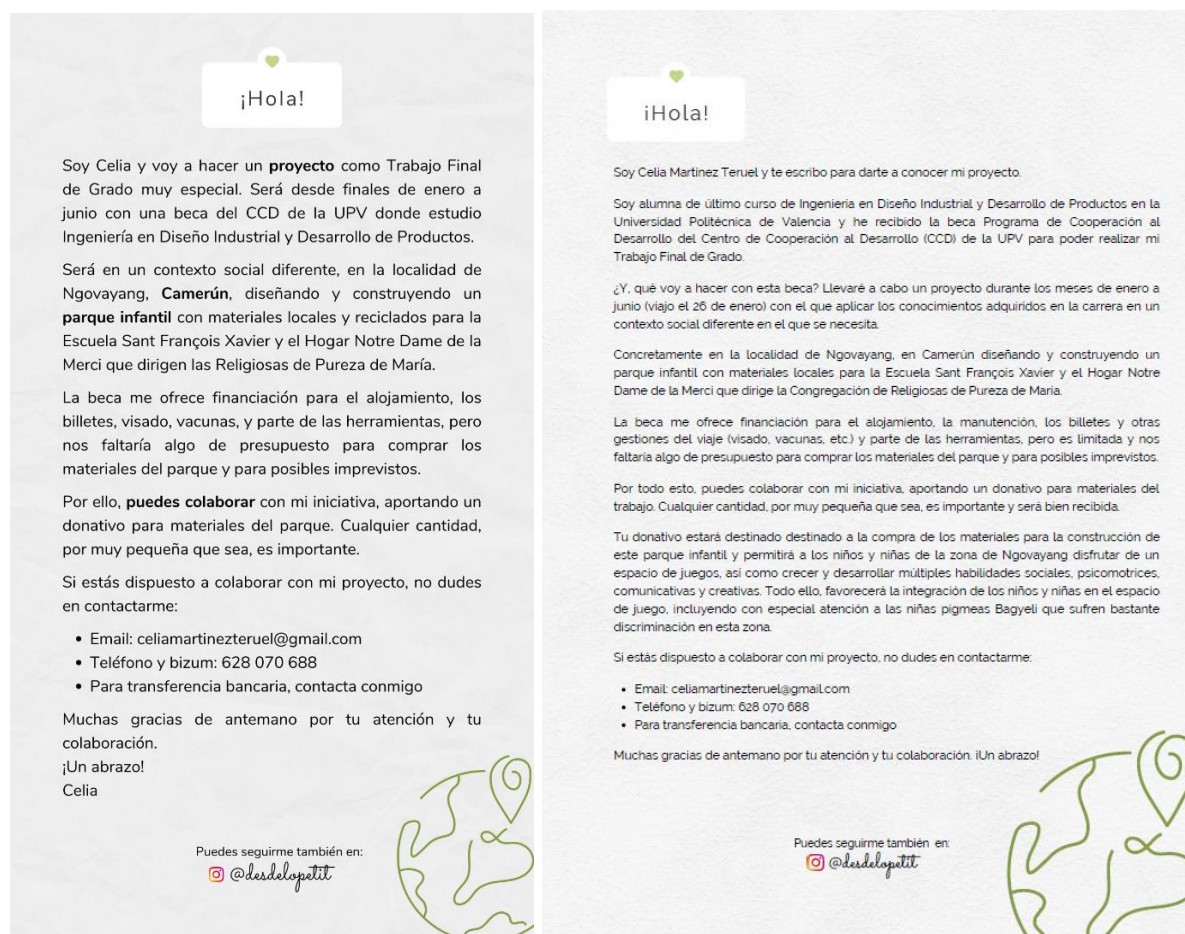 ¡Hola!
Soy Celia y voy a hacer un proyecto como Trabajo Final
de Grado muy especial. Será desde finales de enero a
junio con una beca del CCD de la UPV donde estudio
Ingeniería en Diseño Industrial y Desarrollo de Productos.
Será en un contexto social diferente, en la localidad de
Ngovayang, Camerún, diseñando y construyendo un
parque infantil con materiales locales y reciclados para la
Escuela Sant François Xavier y el Hogar Notre Dame de la
Merci que dirigen las Religiosas de Pureza de María.
La beca me ofrece financiación para el alojamiento, los
billetes, visado, vacunas, y parte de las herramientas, pero
nos faltaría algo de presupuesto para comprar los
materiales del parque y para posibles imprevistos.
Por ello, puedes colaborar con mi iniciativa, aportando un
donativo para materiales del parque. Cualquier cantidad,
por muy pequeña que sea, es importante.
Si estás dispuesto a colaborar con mi proyecto, no dudes
en contactarme:
• Email: celiamartinezteruel@gmail.com
• Teléfono y bizum: 628 070 688
• Para transferencia bancaria, contacta conmigo
Muchas gracias de antemano por tu atención y tu
colaboración.
¡Un abrazo!
Celia
Puedes seguirme también en:
@desdelopetit
¡Hola!
Soy Celia Martínez Teruel y te escribo para darte a conocer mi proyecto.
Soy alumna de último curso de Ingeniería en Diseño Industrial y Desarrollo de Productos en la
Universidad Politécnica de Valencia y he recibido la beca Programa de Cooperación al
Desarrollo del Centro de Cooperación al Desarrollo (CCD) de la UPV para poder realizar mi
Trabajo Final de Grado.
¿Y, qué voy a hacer con esta beca? Llevaré a cabo un proyecto durante los meses de enero a
junio (viajo el 26 de enero) con el que aplicar los conocimientos adquiridos en la carrera en un
contexto social diferente en el que se necesita.
Concretamente en la localidad de Ngovayang, en Camerún diseñando y construyendo un
parque infantil con materiales locales para la Escuela Sant François Xavier y el Hogar Notre
Dame de la Merci que dirige la Congregación de Religiosas de Pureza de María.
La beca me ofrece financiación para el alojamiento, la manutención, los billetes y otras
gestiones del viaje (visado, vacunas, etc.) y parte de las herramientas, pero es limitada y nos
faltaría algo de presupuesto para comprar los materiales del parque y para posibles imprevistos.
Por todo esto, puedes colaborar con mi iniciativa, aportando un donativo para materiales del
trabajo. Cualquier cantidad, por muy pequeña que sea, es importante y será bien recibida.
Tu donativo estará destinado destinado a la compra de los materiales para la construcción de
este parque infantil y permitirá a los niños y niñas de la zona de Ngovayang disfrutar de un
espacio de juegos, así como crecer y desarrollar múltiples habilidades sociales, psicomotrices,
comunicativas y creativas. Todo ello, favorecerá la integración de los niños y niñas en el espacio
de juego, incluyendo con especial atención a las niñas pigmeas Bagyeli que sufren bastante
discriminación en esta zona.
Si estás dispuesto a colaborar con mi proyecto, no dudes en contactarme:
• Email: celiamartinezteruel@gmail.com
• Teléfono y bizum: 628 070 688
• Para transferencia bancaria, contacta conmigo
Muchas gracias de antemano por tu atención y tu colaboración. ¡Un abrazo!
Puedes seguirme también en:
@desdelopetit